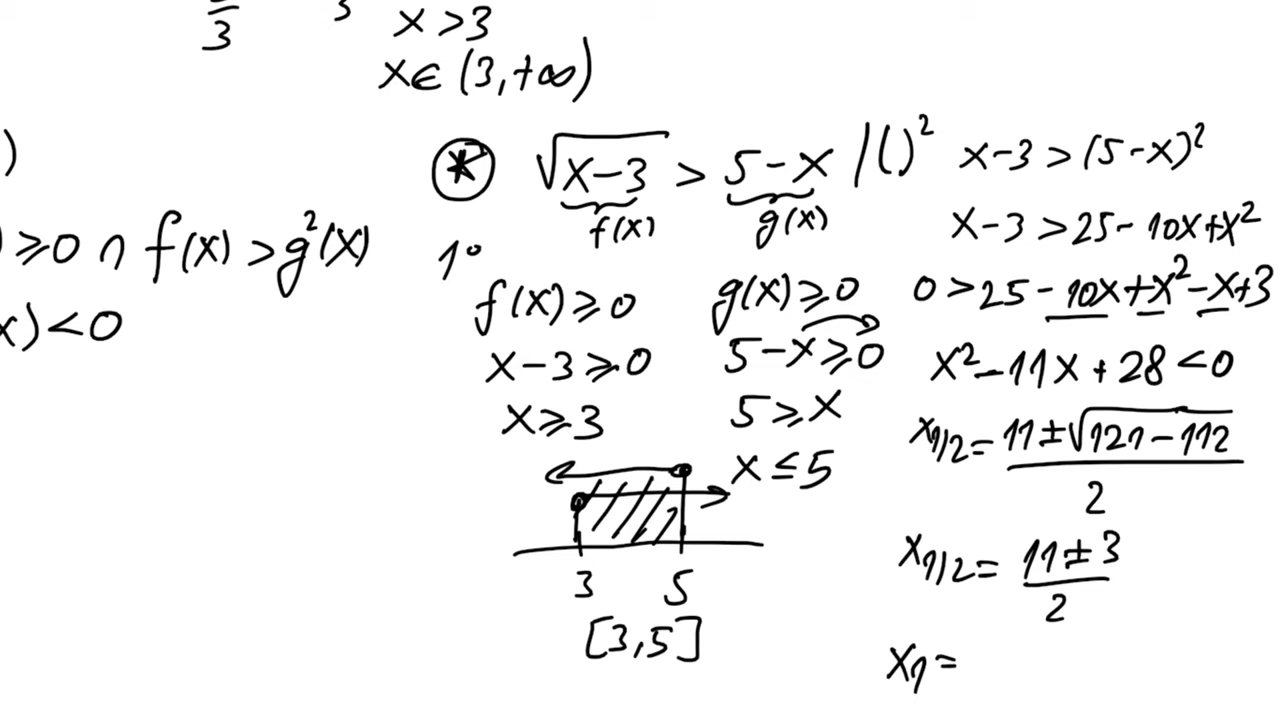 3
3
x > 3
x ∈ (3, +∞)
)
≥ 0 ∩ f(x) > g²(x)
x) < 0
* √(x-3) > 5-x /()²
f(x) g(x)
1°
f(x) ≥ 0
x-3 ≥ 0
x ≥ 3
g(x) ≥ 0
5-x ≥ 0
5 ≥ x
x ≤ 5
3 5
[3,5]
x-3 > (5-x)²
x-3 > 25-10x+x²
0 > 25-10x+x²-x+3
x²-11x+28 < 0
x1/2 = (11±√(121-112))/2
x1/2 = (11±3)/2
x1 =